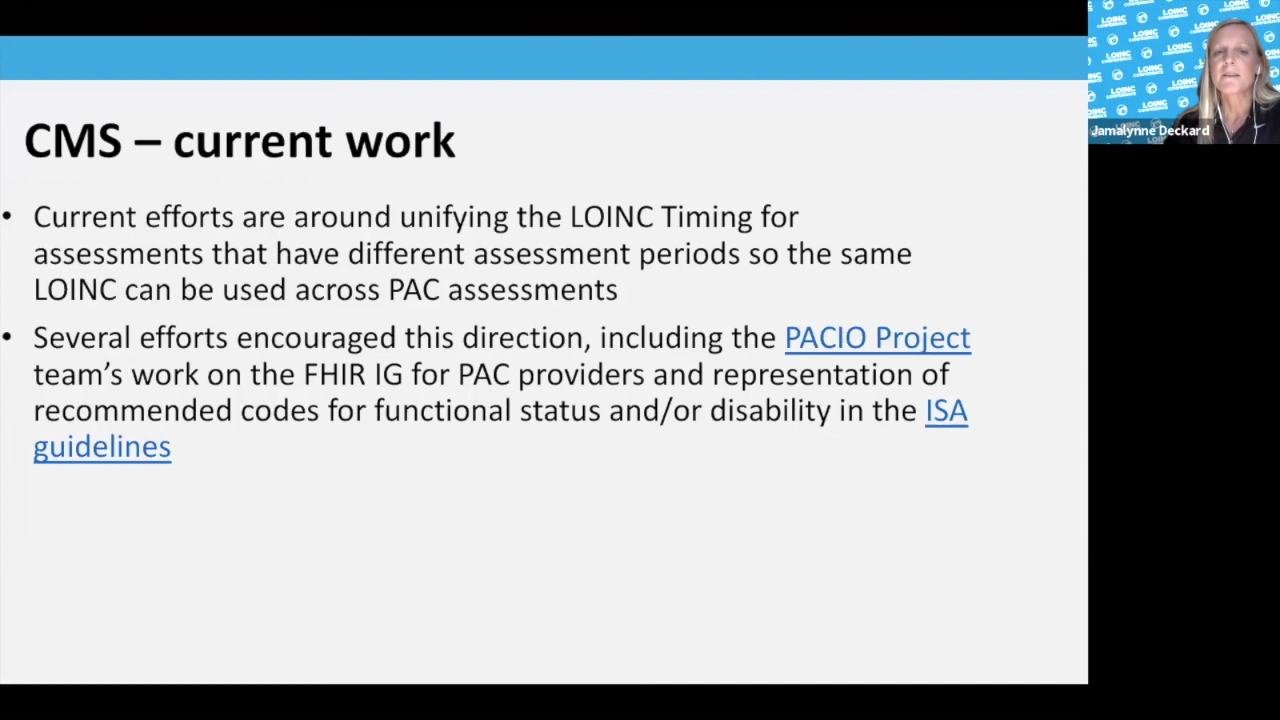 CMS – current work
• Current efforts are around unifying the LOINC Timing for
assessments that have different assessment periods so the same
LOINC can be used across PAC assessments
• Several efforts encouraged this direction, including the PACIO Project
team's work on the FHIR IG for PAC providers and representation of
recommended codes for functional status and/or disability in the ISA
guidelines
LOINC
CONFERENCE
Jamalynne Deckard